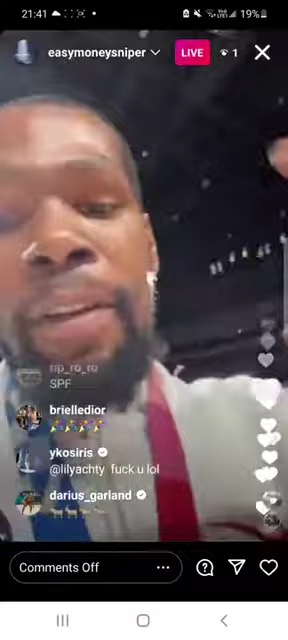 21:41
19%
easymoneysniper
LIVE
1
rip_ro_ro
SPF
brielledior
🎉🎉🎉🎉
ykosiris
@lilyachty fuck u lol
darius_garland
🐐🐐🐐🐐
Comments Off